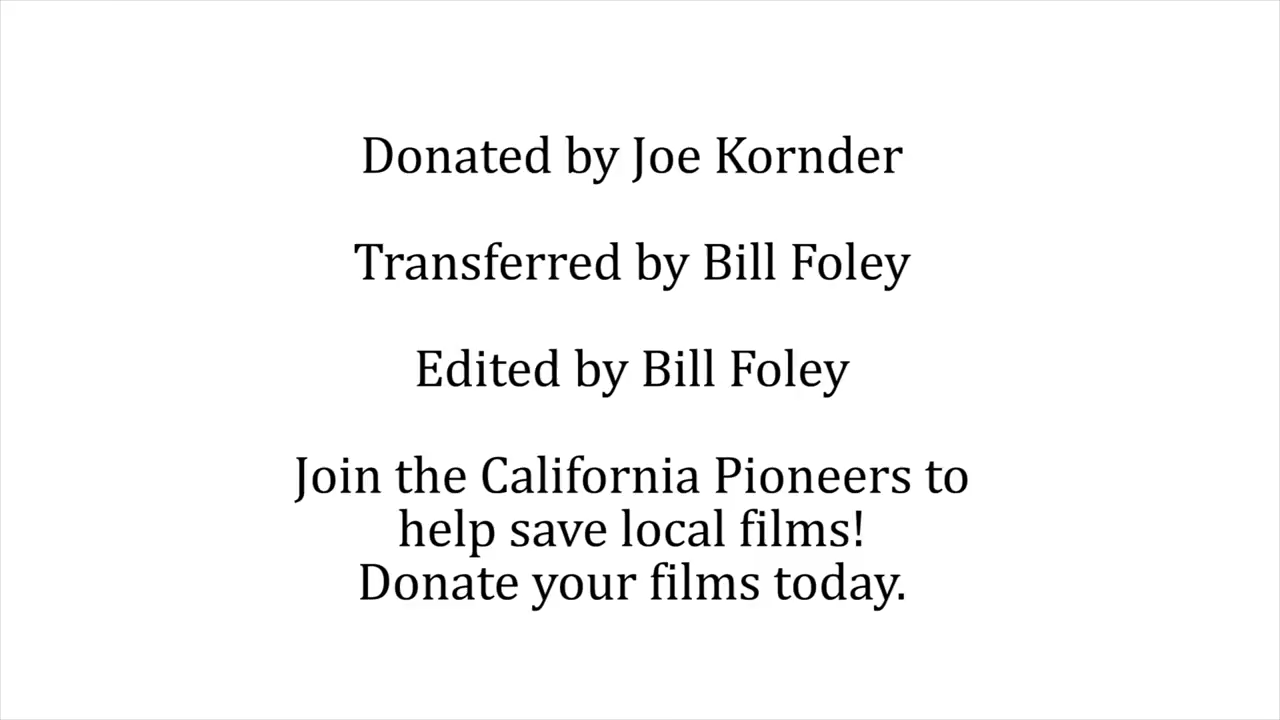 Donated by Joe Kornder
Transferred by Bill Foley
Edited by Bill Foley
Join the California Pioneers to
help save local films!
Donate your films today.